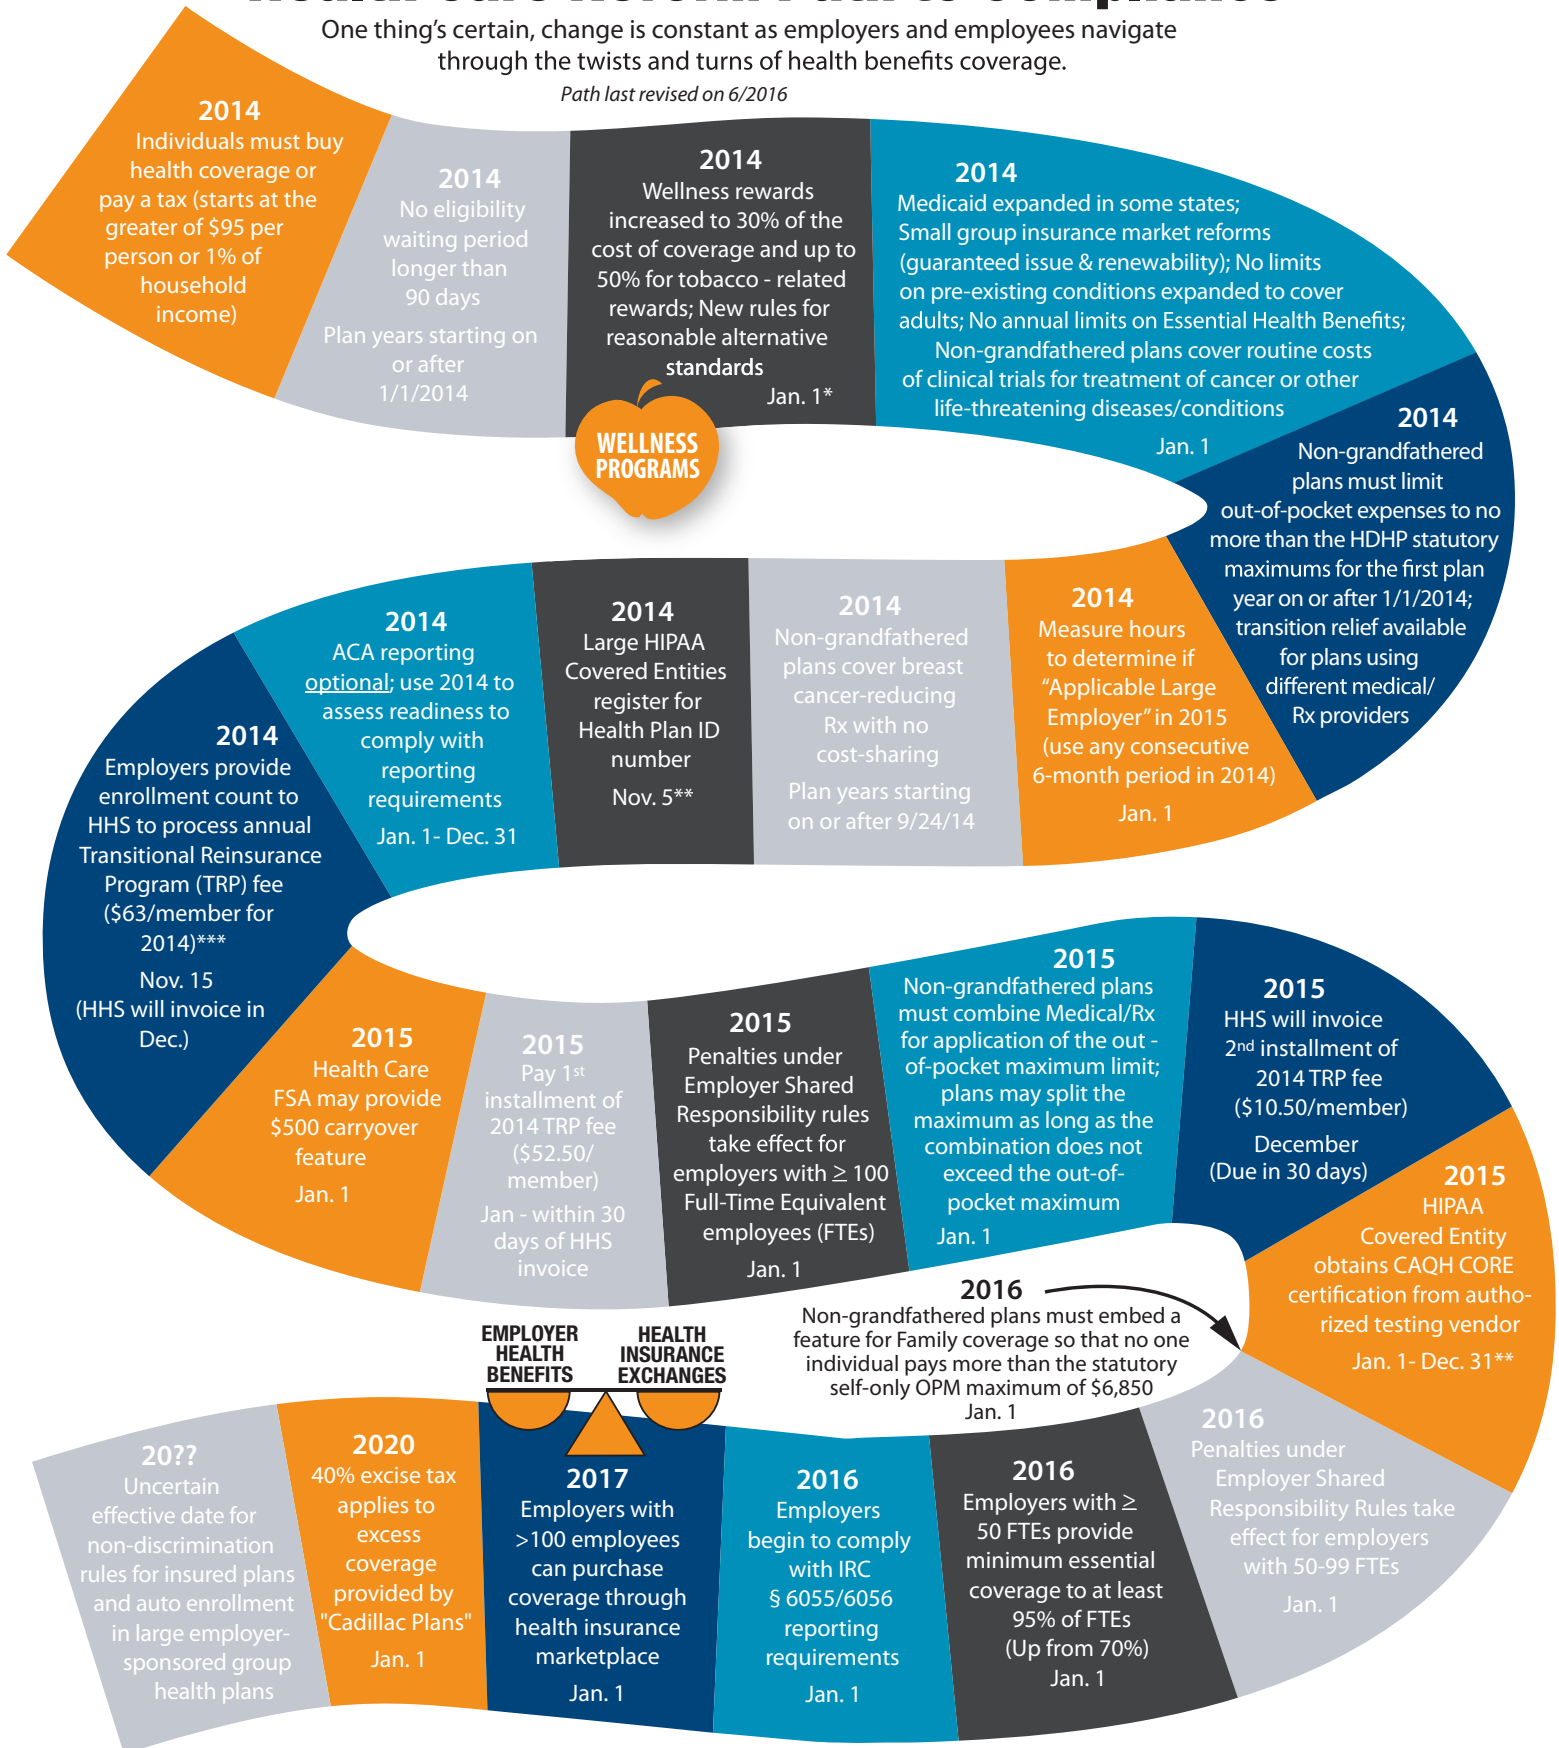 One thing's certain, change is constant as employers and employees navigate
through the twists and turns of health benefits coverage.
Path last revised on 6/2016
2014
Individuals must buy
health coverage or
pay a tax (starts at the
greater of $95 per
person or 1% of
household
income)
2014
No eligibility
waiting period
longer than
90 days
Plan years starting on
or after
1/1/2014
2014
Wellness rewards
increased to 30% of the
cost of coverage and up to
50% for tobacco - related
rewards; New rules for
reasonable alternative
standards
Jan. 1*
WELLNESS
PROGRAMS
2014
Medicaid expanded in some states;
Small group insurance market reforms
(guaranteed issue & renewability); No limits
on pre-existing conditions expanded to cover
adults; No annual limits on Essential Health Benefits;
Non-grandfathered plans cover routine costs
of clinical trials for treatment of cancer or other
life-threatening diseases/conditions
Jan. 1
2014
Non-grandfathered
plans must limit
out-of-pocket expenses to no
more than the HDHP statutory
maximums for the first plan
year on or after 1/1/2014;
transition relief available
for plans using
different medical/
Rx providers
2014
Measure hours
to determine if
“Applicable Large
Employer” in 2015
(use any consecutive
6-month period in 2014)
Jan. 1
2014
Non-grandfathered
plans cover breast
cancer-reducing
Rx with no
cost-sharing
Plan years starting
on or after 9/24/14
2014
Large HIPAA
Covered Entities
register for
Health Plan ID
number
Nov. 5**
2014
ACA reporting
optional; use 2014 to
assess readiness to
comply with
reporting
requirements
Jan. 1- Dec. 31
2014
Employers provide
enrollment count to
HHS to process annual
Transitional Reinsurance
Program (TRP) fee
($63/member for
2014)***
Nov. 15
(HHS will invoice in
Dec.)
2015
Health Care
FSA may provide
$500 carryover
feature
Jan. 1
2015
Pay 1st
installment of
2014 TRP fee
($52.50/
member)
Jan - within 30
days of HHS
invoice
2015
Penalties under
Employer Shared
Responsibility rules
take effect for
employers with ≥ 100
Full-Time Equivalent
employees (FTEs)
Jan. 1
2015
Non-grandfathered plans
must combine Medical/Rx
for application of the out -
of-pocket maximum limit;
plans may split the
maximum as long as the
combination does not
exceed the out-of-
pocket maximum
Jan. 1
2015
HHS will invoice
2nd installment of
2014 TRP fee
($10.50/member)
December
(Due in 30 days)
2015
HIPAA
Covered Entity
obtains CAQH CORE
certification from autho-
rized testing vendor
Jan. 1- Dec. 31**
2016
Non-grandfathered plans must embed a
feature for Family coverage so that no one
individual pays more than the statutory
self-only OPM maximum of $6,850
Jan. 1
2016
Penalties under
Employer Shared
Responsibility Rules take
effect for employers
with 50-99 FTEs
Jan. 1
2016
Employers with ≥
50 FTEs provide
minimum essential
coverage to at least
95% of FTEs
(Up from 70%)
Jan. 1
2016
Employers
begin to comply
with IRC
§ 6055/6056
reporting
requirements
Jan. 1
EMPLOYER
HEALTH
BENEFITS
HEALTH
INSURANCE
EXCHANGES
2017
Employers with
>100 employees
can purchase
coverage through
health insurance
marketplace
Jan. 1
2020
40% excise tax
applies to
excess
coverage
provided by
"Cadillac Plans"
Jan. 1
20??
Uncertain
effective date for
non-discrimination
rules for insured plans
and auto enrollment
in large employer-
sponsored group
health plans